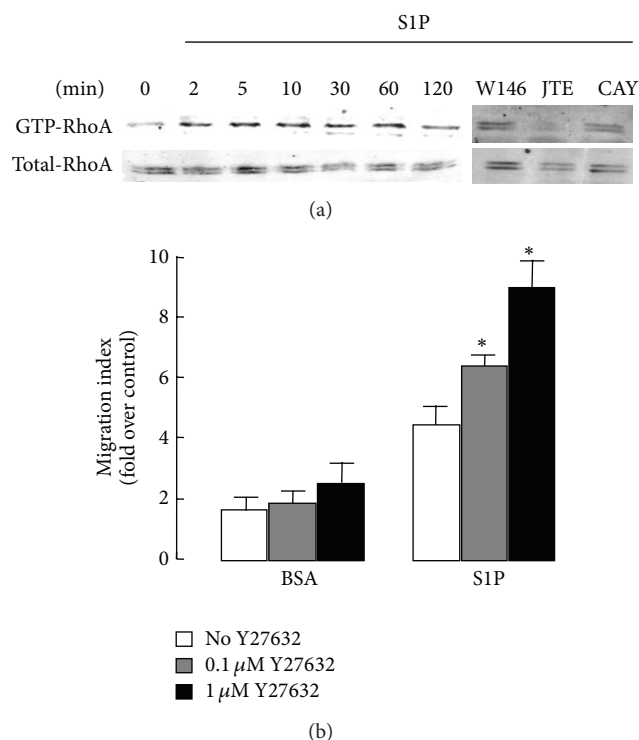 S1P
(min) 0 2 5 10 30 60 120 W146 JTE CAY
GTP-RhoA
Total-RhoA
(a)
10
8
6
4
2
0
Migration index
(fold over control)
*
*
BSA S1P
No Y27632
0.1 μM Y27632
1 μM Y27632
(b)